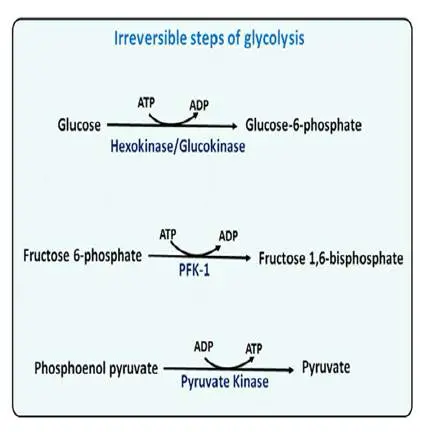 Irreversible steps of glycolysis
ATP ADP
Glucose Glucose-6-phosphate
Hexokinase/Glucokinase
ATP ADP
Fructose 6-phosphate Fructose 1,6-bisphosphate
PFK-1
ADP ATP
Phosphoenol pyruvate Pyruvate
Pyruvate Kinase